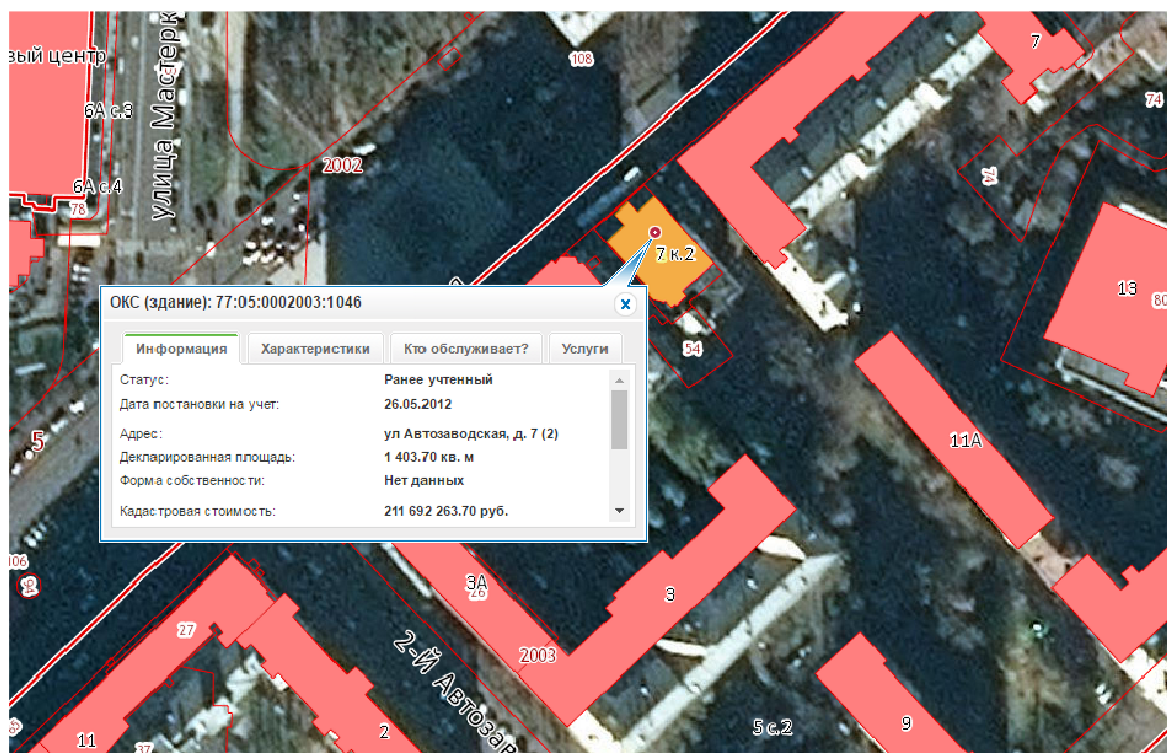 7
вый центр
108
улица Мастерк
74
6А с.3
2002
74
6А с.4
78
7 к.2
13
80
ОКС (здание): 77:05:0002003:1046
Информация
Характеристики
Кто обслуживает?
Услуги
54
Статус: Ранее учтенный
Дата постановки на учет: 26.05.2012
Адрес: ул Автозаводская, д. 7 (2)
Декларированная площадь: 1 403.70 кв. м
Форма собственности: Нет данных
Кадастровая стоимость: 211 692 263.70 руб.
5
11А
106
3А
26
3
27
2003
2-й Автозав
5 с.2
9
2
11
37